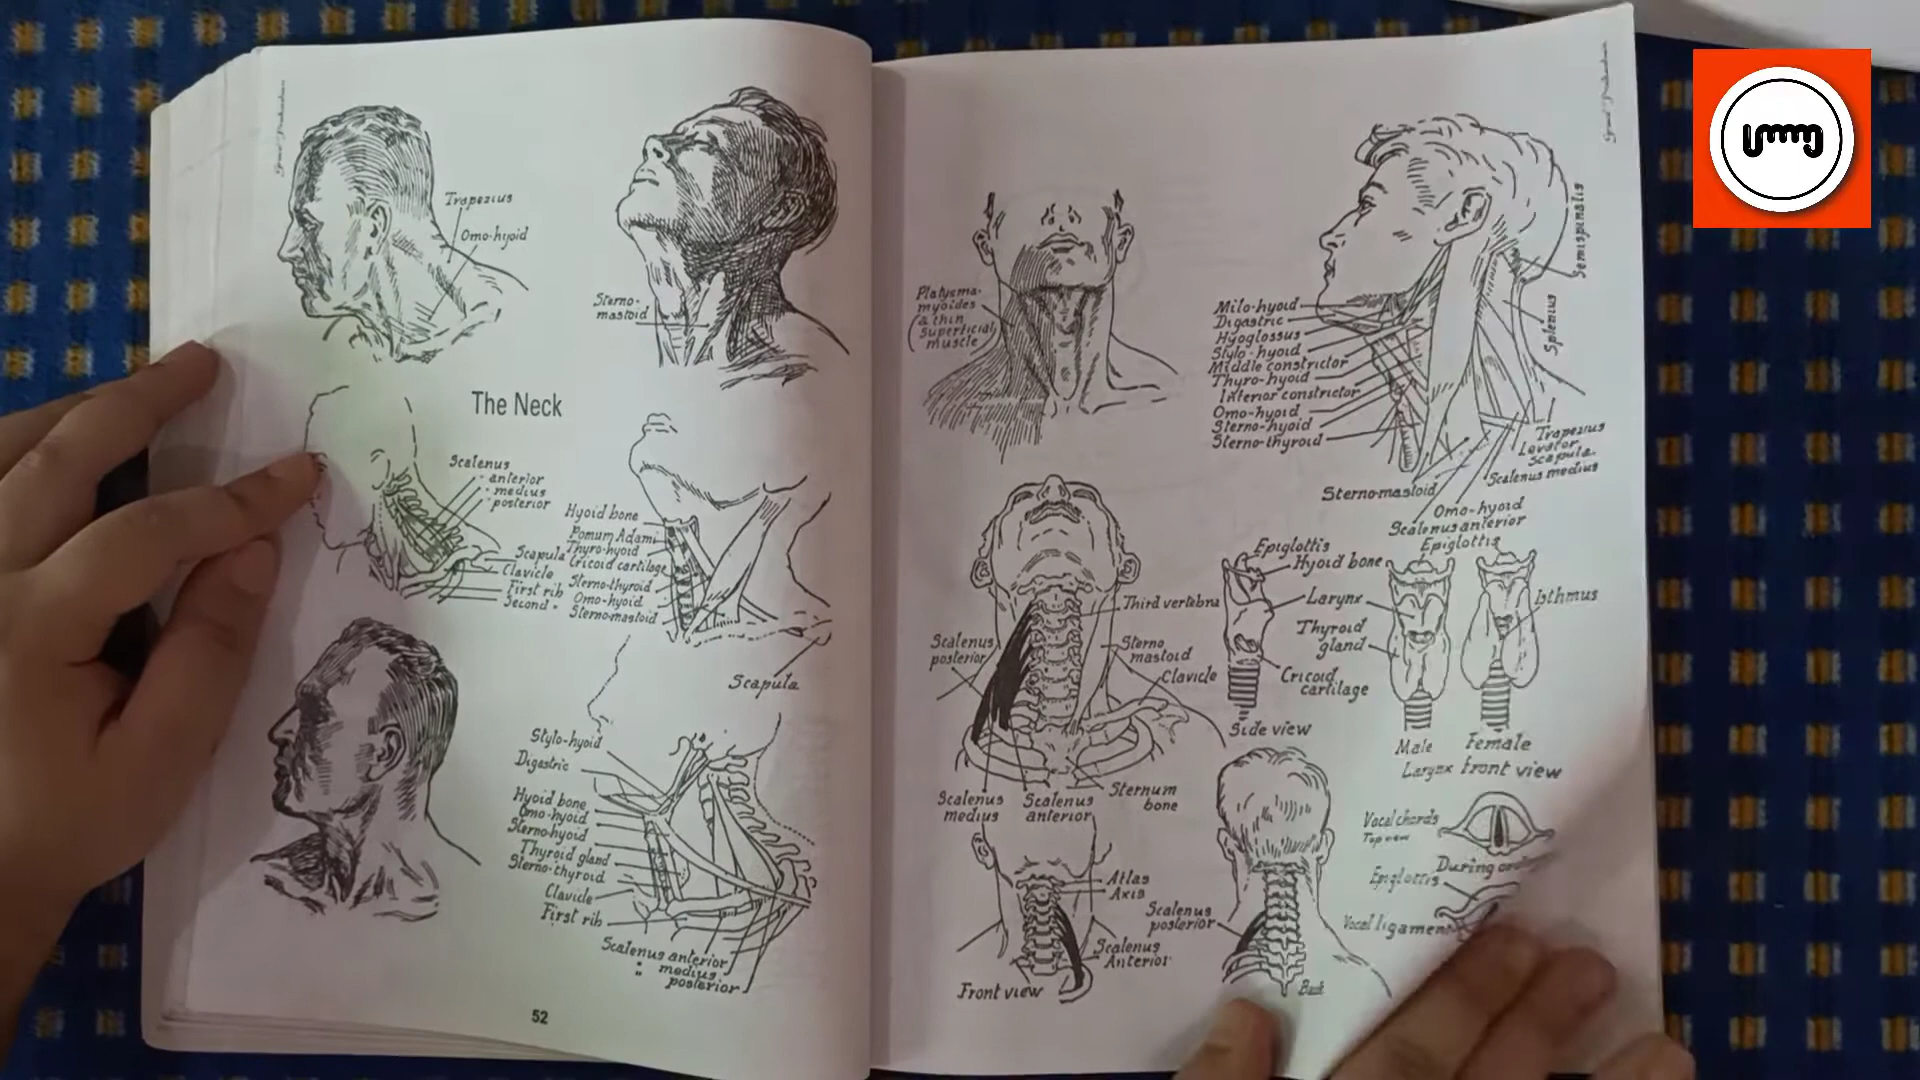 Trapezius
Omo-hyoid
Sterno-
mastoid
The Neck
Scalenus
- anterior
- medius
- posterior
Scapula
Clavicle
First rib
Second "
Hyoid bone
Pomum Adami
Thyro-hyoid
Cricoid cartilage
Sterno-thyroid
Omo-hyoid
Sterno-mastoid
Scapula
Stylo-hyoid
Digastric
Hyoid bone
Omo-hyoid
Sterno-hyoid
Thyroid gland
Sterno-thyroid
Clavicle
First rib
Scalenus anterior
" medius
" posterior
52
Platysma-
myoides
(a thin
superficial
muscle
Milo-hyoid
Digastric
Hyoglossus
Stylo-hyoid
Middle constrictor
Thyro-hyoid
Inferior constrictor
Omo-hyoid
Sterno-hyoid
Sterno-thyroid
Semispinalis
Splenius
Trapezius
Levator
scapula
Scalenus medius
Sterno-mastoid
Omo-hyoid
Scalenus anterior
Third vertebra
Scalenus
posterior
Sterno
mastoid
Clavicle
Scalenus
medius
Scalenus
anterior
Sternum
bone
Epiglottis
Hyoid bone
Larynx
Thyroid
gland
Cricoid
cartilage
Side view
Epiglottis
Isthmus
Male
Female
Larynx front view
Atlas
Axis
Scalenus
Anterior
Front view
Scalenus
posterior
Back
Vocal chords
Top view
During
Epiglottis
Vocal ligament